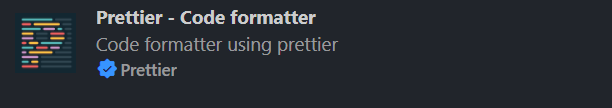 Prettier - Code formatter
Code formatter using prettier
Prettier